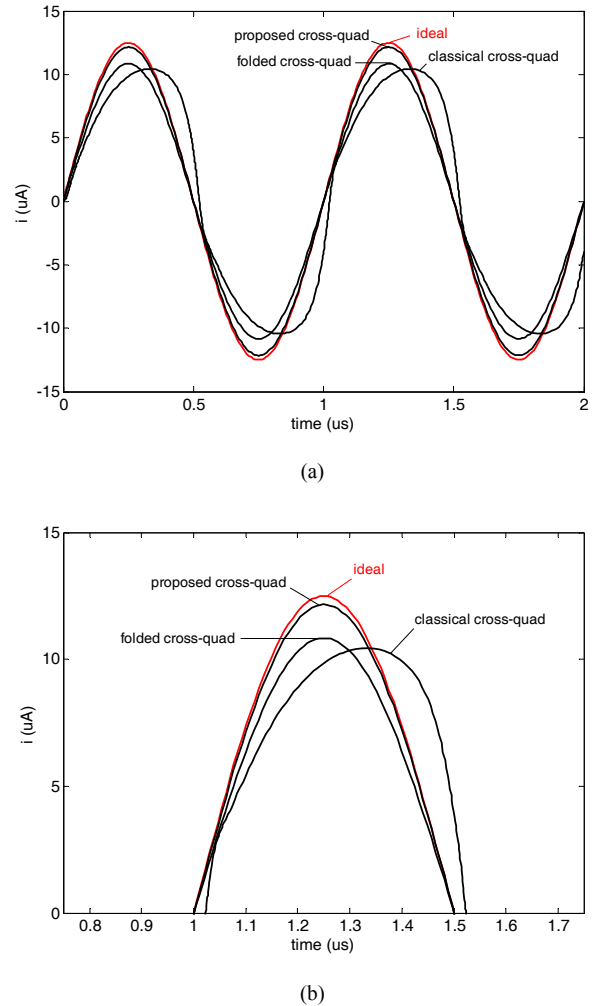 15
proposed cross-quad
ideal
folded cross-quad
classical cross-quad
10
5
0
-5
-10
-15
i (uA)
0 0.5 1 1.5 2
time (us)
(a)
15
ideal
proposed cross-quad
classical cross-quad
folded cross-quad
10
5
0
i (uA)
0.8 0.9 1 1.1 1.2 1.3 1.4 1.5 1.6 1.7
time (us)
(b)